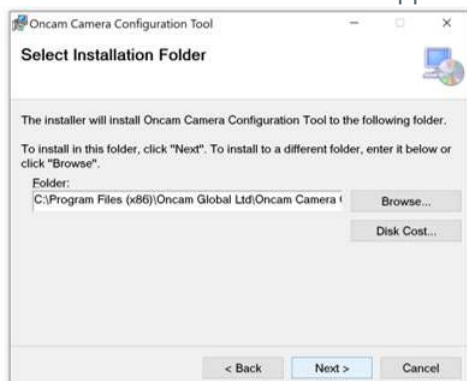 Oncam Camera Configuration Tool
Select Installation Folder
The installer will install Oncam Camera Configuration Tool to the following folder.
To install in this folder, click "Next". To install to a different folder, enter it below or
click "Browse".
Folder:
C:\Program Files (x86)\Oncam Global Ltd\Oncam Camera
Browse...
Disk Cost...
< Back
Next >
Cancel